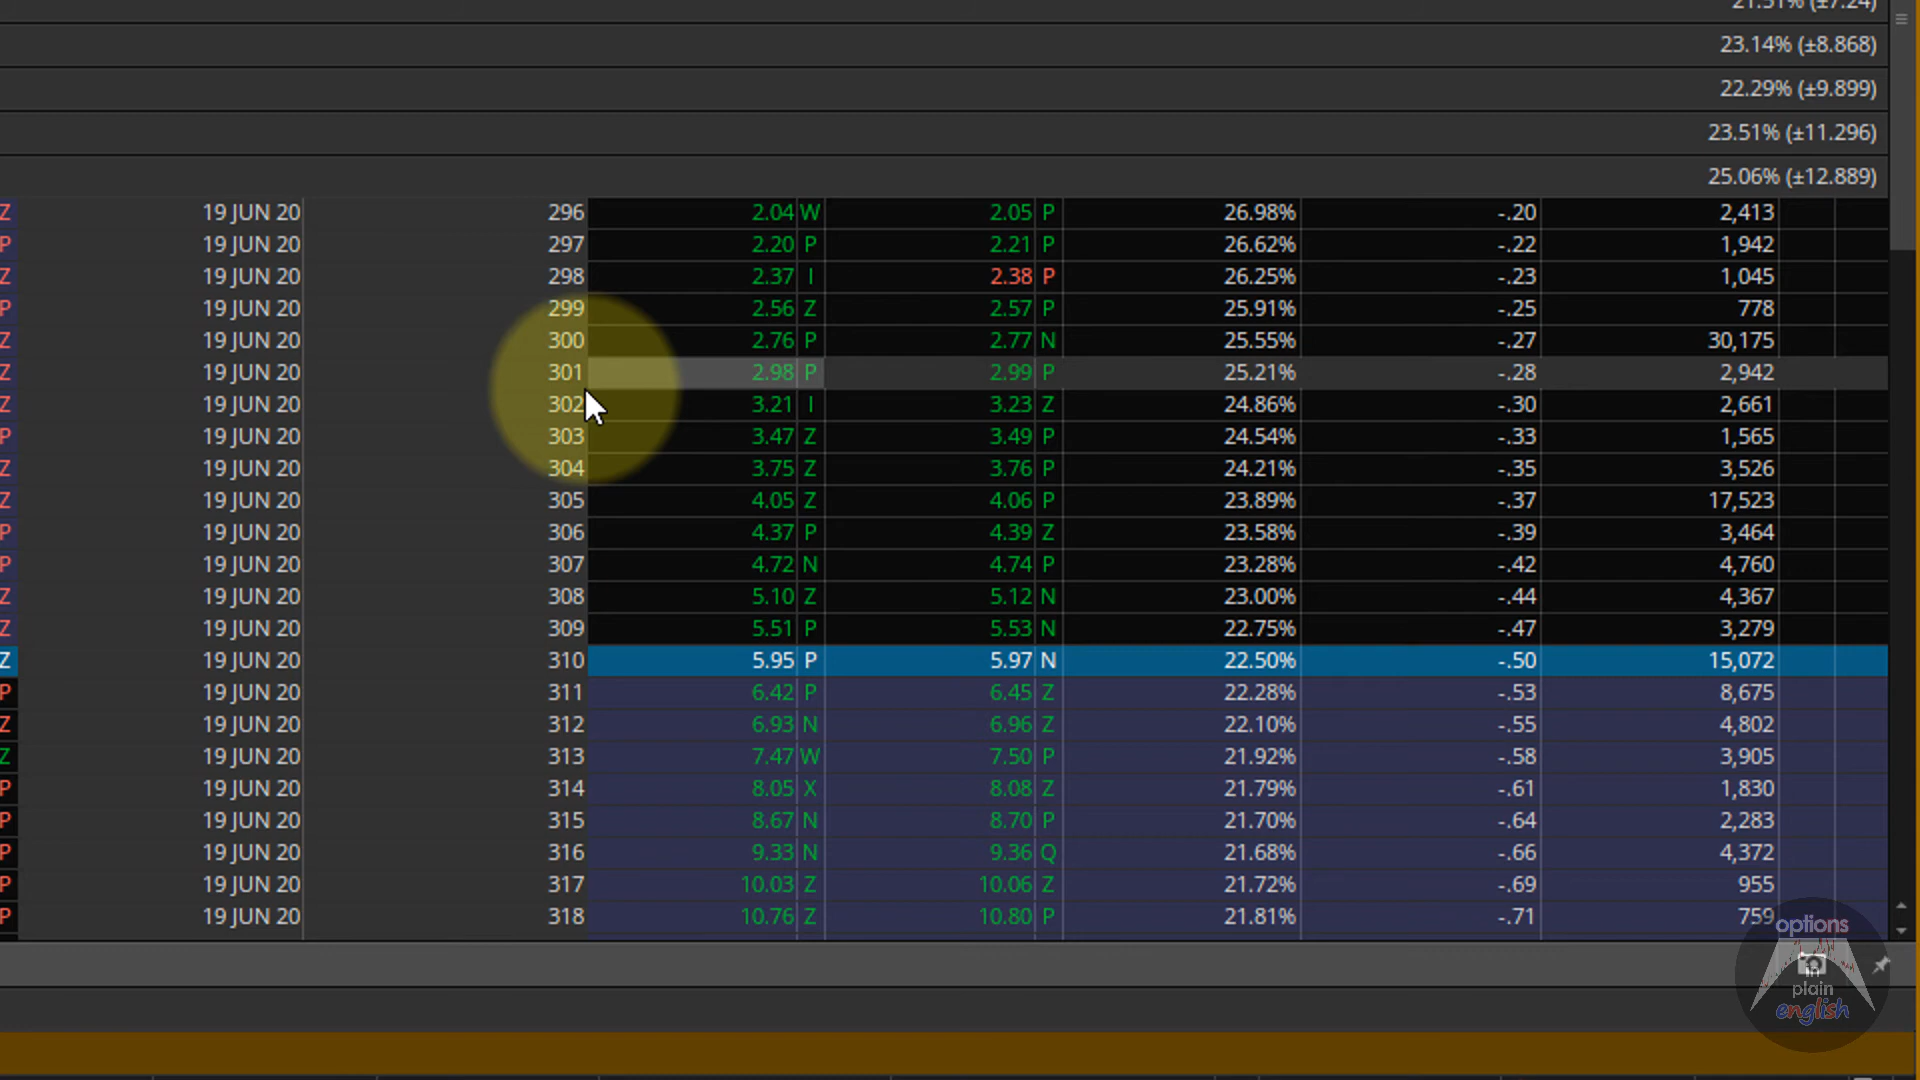 21.51% (±7.24)
23.14% (±8.868)
22.29% (±9.899)
23.51% (±11.296)
25.06% (±12.889)
Z 19 JUN 20 296 2.04 W 2.05 P 26.98% -.20 2,413
P 19 JUN 20 297 2.20 P 2.21 P 26.62% -.22 1,942
Z 19 JUN 20 298 2.37 I 2.38 P 26.25% -.23 1,045
P 19 JUN 20 299 2.56 Z 2.57 P 25.91% -.25 778
Z 19 JUN 20 300 2.76 P 2.77 N 25.55% -.27 30,175
Z 19 JUN 20 301 2.98 P 2.99 P 25.21% -.28 2,942
Z 19 JUN 20 302 3.21 I 3.23 Z 24.86% -.30 2,661
P 19 JUN 20 303 3.47 Z 3.49 P 24.54% -.33 1,565
Z 19 JUN 20 304 3.75 Z 3.76 P 24.21% -.35 3,526
Z 19 JUN 20 305 4.05 Z 4.06 P 23.89% -.37 17,523
P 19 JUN 20 306 4.37 P 4.39 Z 23.58% -.39 3,464
P 19 JUN 20 307 4.72 N 4.74 P 23.28% -.42 4,760
Z 19 JUN 20 308 5.10 Z 5.12 N 23.00% -.44 4,367
Z 19 JUN 20 309 5.51 P 5.53 N 22.75% -.47 3,279
Z 19 JUN 20 310 5.95 P 5.97 N 22.50% -.50 15,072
P 19 JUN 20 311 6.42 P 6.45 Z 22.28% -.53 8,675
Z 19 JUN 20 312 6.93 N 6.96 Z 22.10% -.55 4,802
Z 19 JUN 20 313 7.47 W 7.50 P 21.92% -.58 3,905
P 19 JUN 20 314 8.05 X 8.08 Z 21.79% -.61 1,830
P 19 JUN 20 315 8.67 N 8.70 P 21.70% -.64 2,283
P 19 JUN 20 316 9.33 N 9.36 Q 21.68% -.66 4,372
P 19 JUN 20 317 10.03 Z 10.06 Z 21.72% -.69 955
P 19 JUN 20 318 10.76 Z 10.80 P 21.81% -.71 759
options
in
plain
english